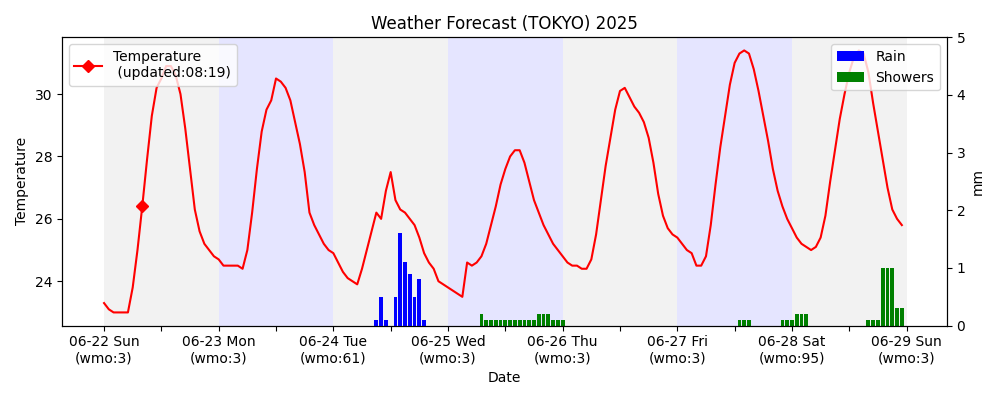 Weather Forecast (TOKYO) 2025
Temperature
(updated:08:19)
Rain
Showers
Temperature
30
28
26
24
5
4
3
2
1
0
mm
06-22 Sun
(wmo:3)
06-23 Mon
(wmo:3)
06-24 Tue
(wmo:61)
06-25 Wed
(wmo:3)
06-26 Thu
(wmo:3)
06-27 Fri
(wmo:3)
06-28 Sat
(wmo:95)
06-29 Sun
(wmo:3)
Date